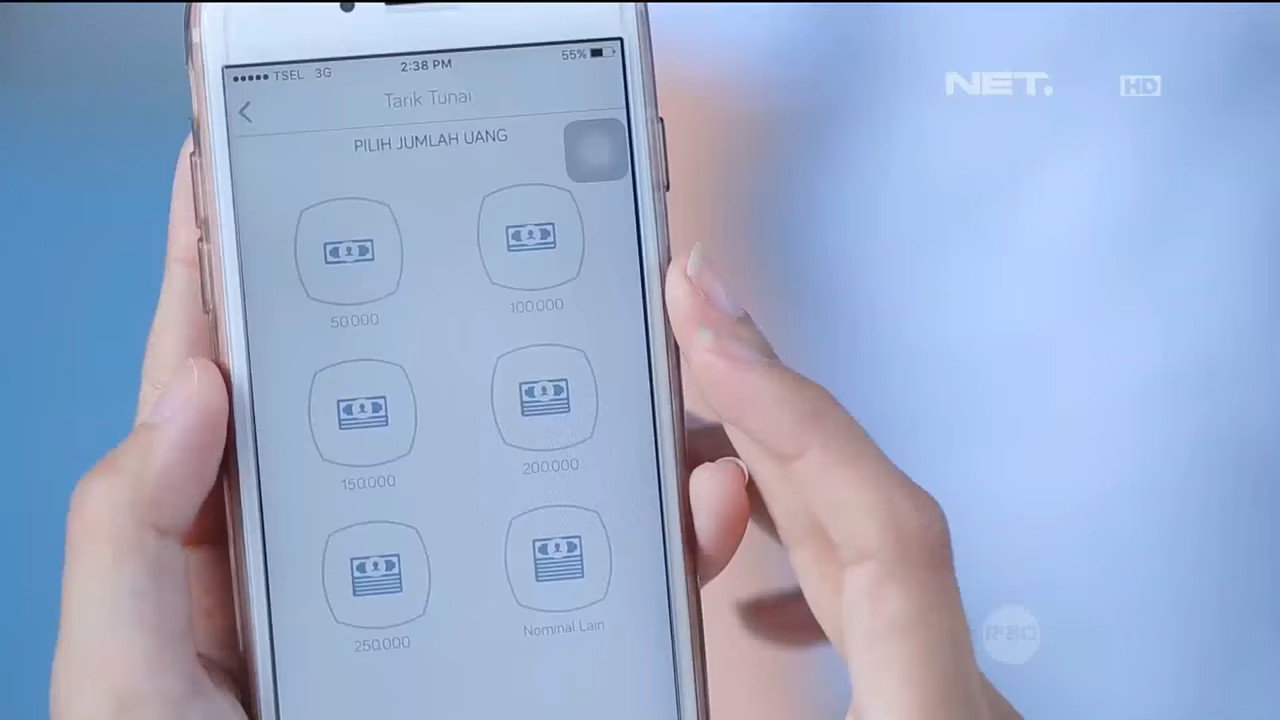 ●●●●● TSEL 3G 2:38 PM 55%
Tarik Tunai
PILIH JUMLAH UANG
50.000
100.000
150.000
200.000
250.000
Nominal Lain
NET.
HD
R-BO